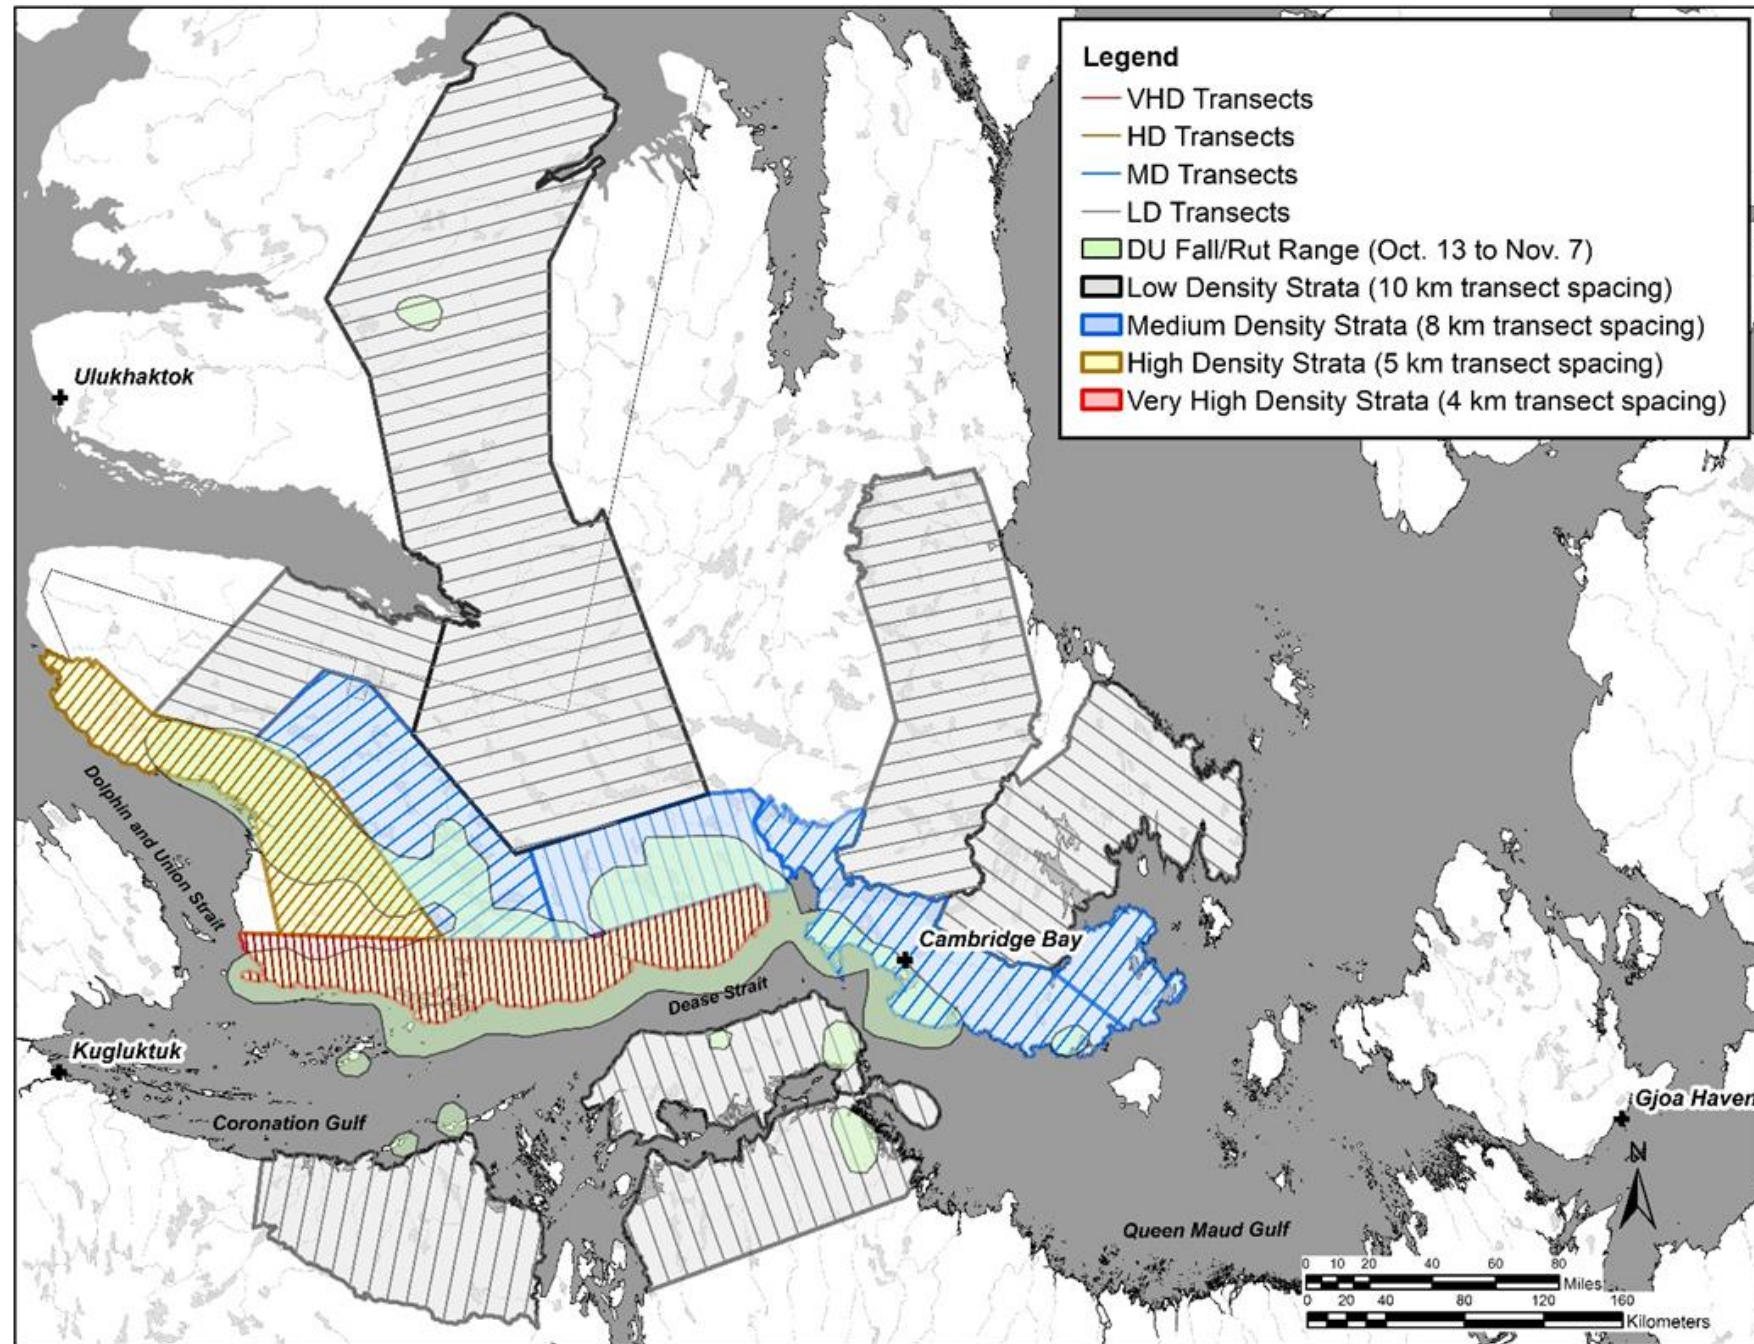 Legend
VHD Transects
HD Transects
MD Transects
LD Transects
DU Fall/Rut Range (Oct. 13 to Nov. 7)
Low Density Strata (10 km transect spacing)
Medium Density Strata (8 km transect spacing)
High Density Strata (5 km transect spacing)
Very High Density Strata (4 km transect spacing)
Ulukhaktok
Dolphin and Union Strait
Cambridge Bay
Dease Strait
Kugluktuk
Coronation Gulf
Gjoa Haven
N
Queen Maud Gulf
0 10 20 40 60 80
Miles
0 20 40 80 120 160
Kilometers